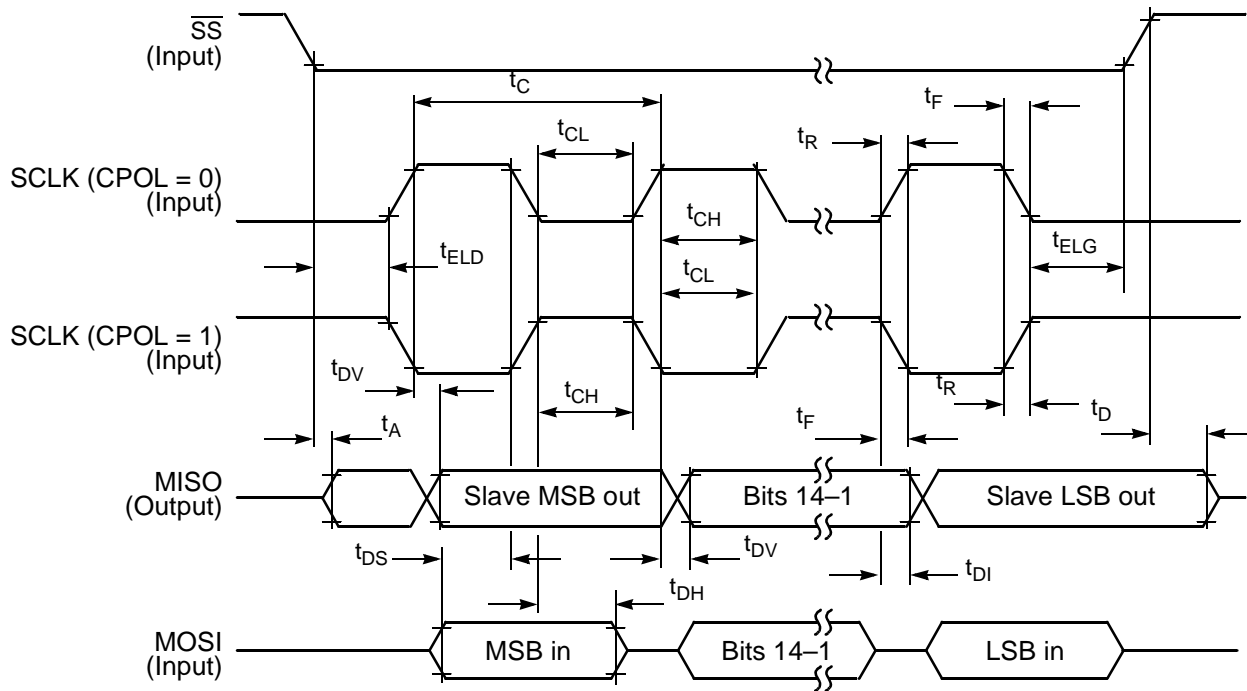 SS
(Input)
tC
tF
tCL
tR
SCLK (CPOL = 0)
(Input)
tCH
tELD
tELG
tCL
SCLK (CPOL = 1)
(Input)
tDV
tCH
tR
tA
tF
tD
MISO
(Output)
Slave MSB out
Bits 14–1
Slave LSB out
tDS
tDV
tDI
tDH
MOSI
(Input)
MSB in
Bits 14–1
LSB in